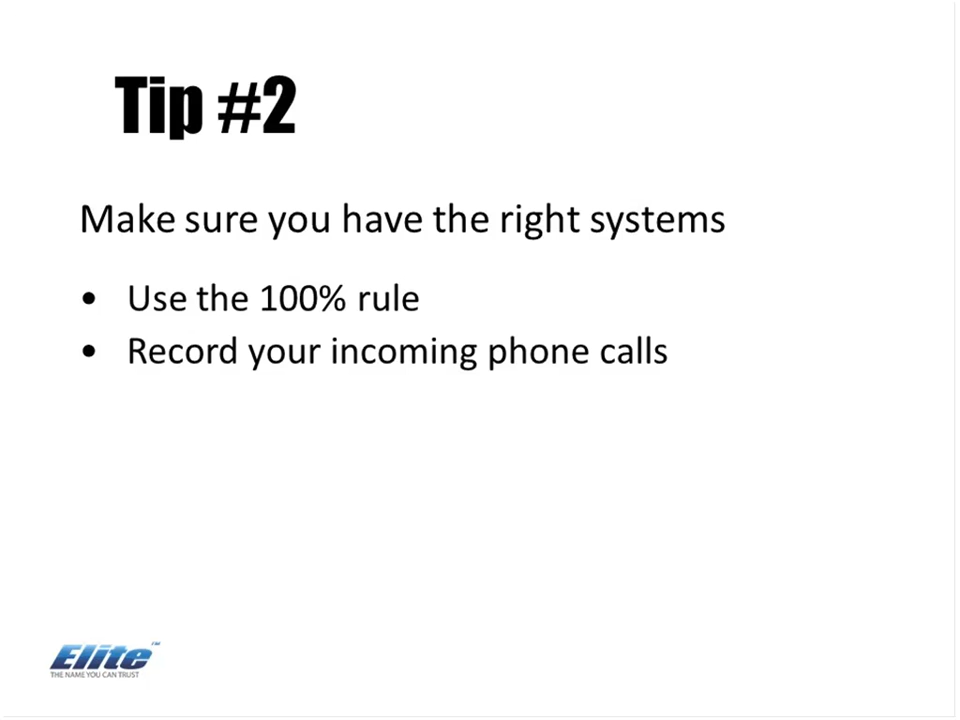 Tip #2
Make sure you have the right systems
• Use the 100% rule
• Record your incoming phone calls
Elite™
THE NAME YOU CAN TRUST